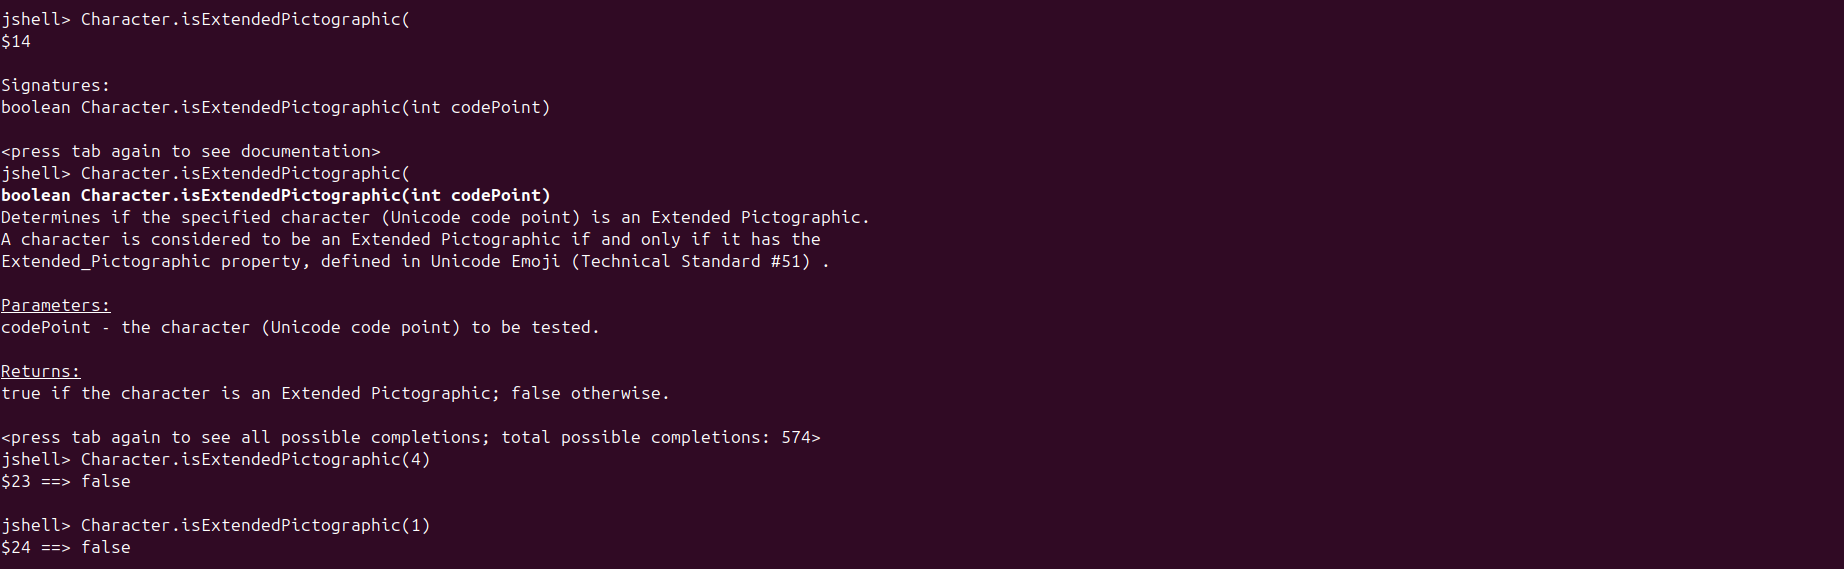 jshell> Character.isExtendedPictographic(
$14
Signatures:
boolean Character.isExtendedPictographic(int codePoint)
<press tab again to see documentation>
jshell> Character.isExtendedPictographic(
boolean Character.isExtendedPictographic(int codePoint)
Determines if the specified character (Unicode code point) is an Extended Pictographic.
A character is considered to be an Extended Pictographic if and only if it has the
Extended_Pictographic property, defined in Unicode Emoji (Technical Standard #51) .
Parameters:
codePoint - the character (Unicode code point) to be tested.
Returns:
true if the character is an Extended Pictographic; false otherwise.
<press tab again to see all possible completions; total possible completions: 574>
jshell> Character.isExtendedPictographic(4)
$23 ==> false
jshell> Character.isExtendedPictographic(1)
$24 ==> false